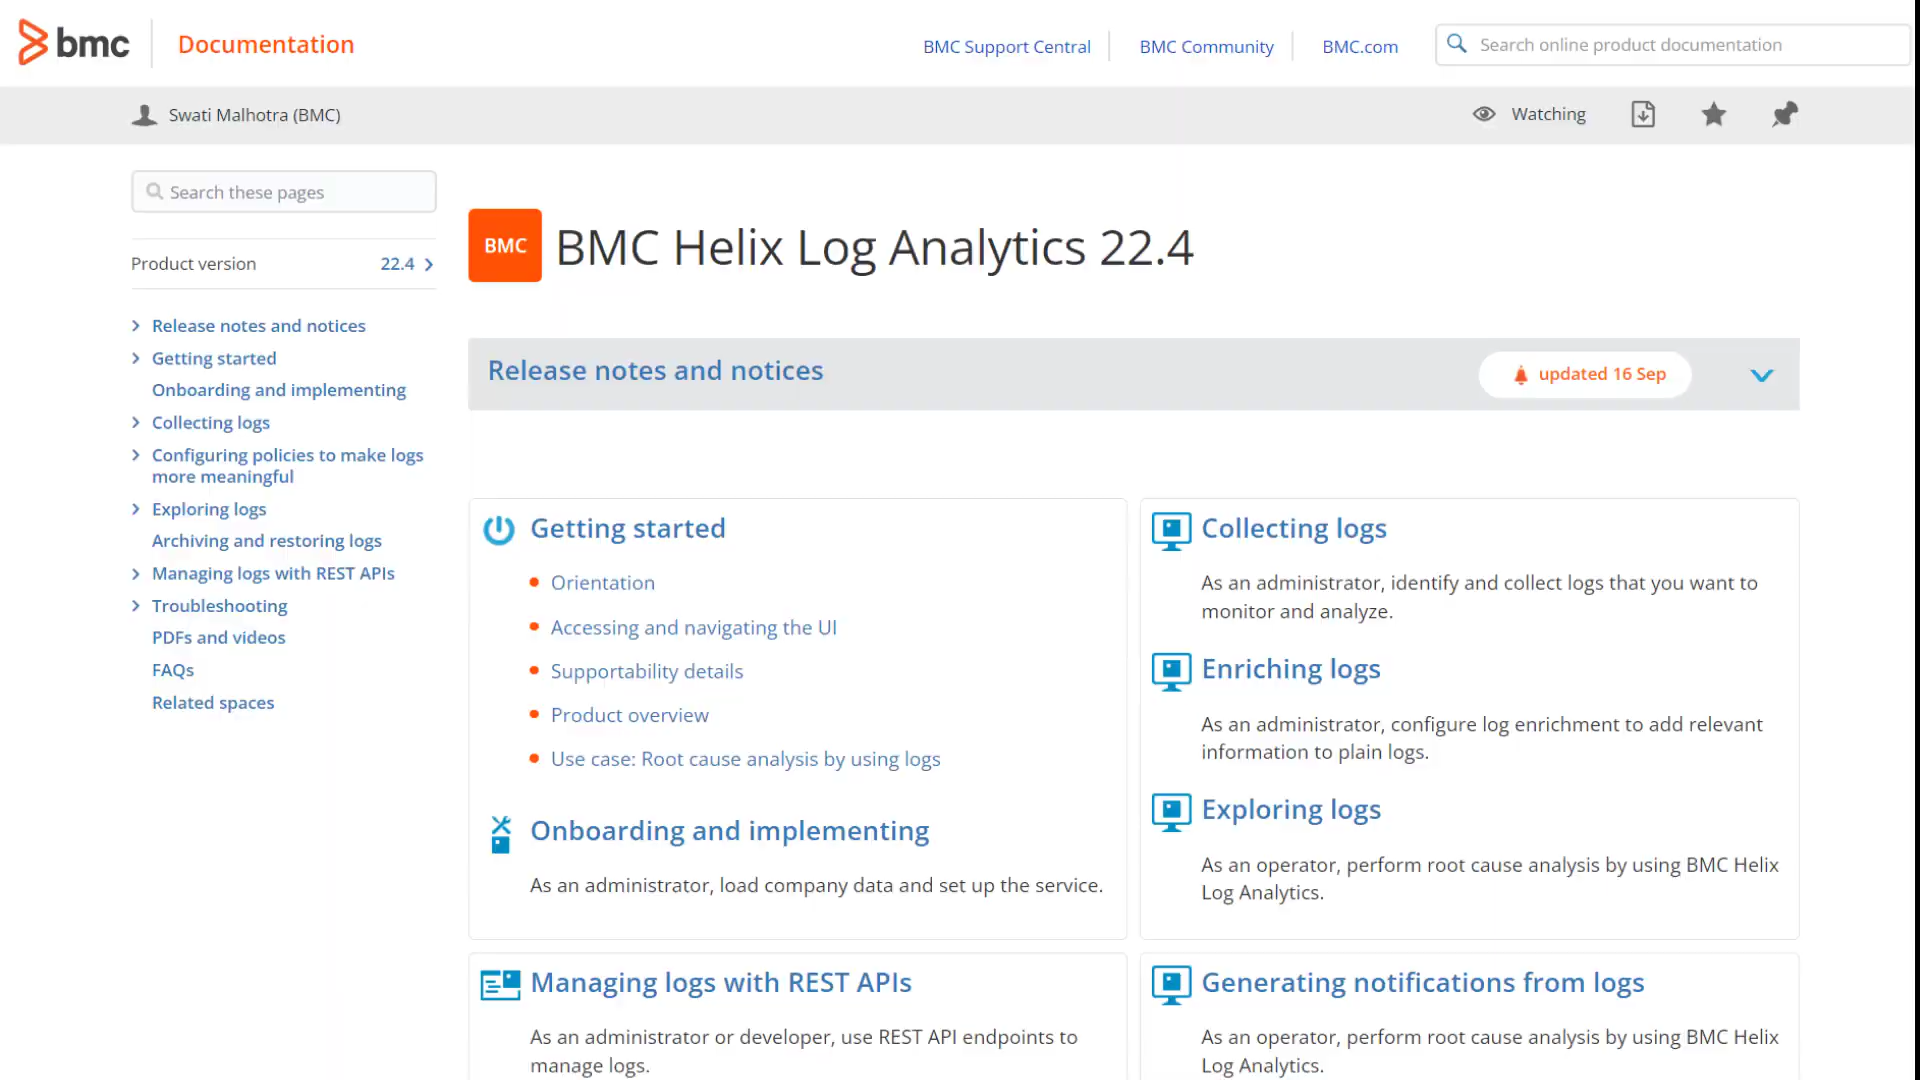 bmc
Documentation
BMC Support Central
BMC Community
BMC.com
Search online product documentation
Swati Malhotra (BMC)
Watching
Search these pages
Product version
22.4
Release notes and notices
Getting started
Onboarding and implementing
Collecting logs
Configuring policies to make logs
more meaningful
Exploring logs
Archiving and restoring logs
Managing logs with REST APIs
Troubleshooting
PDFs and videos
FAQs
Related spaces
BMC
BMC Helix Log Analytics 22.4
Release notes and notices
updated 16 Sep
Getting started
Orientation
Accessing and navigating the UI
Supportability details
Product overview
Use case: Root cause analysis by using logs
Onboarding and implementing
As an administrator, load company data and set up the service.
Collecting logs
As an administrator, identify and collect logs that you want to
monitor and analyze.
Enriching logs
As an administrator, configure log enrichment to add relevant
information to plain logs.
Exploring logs
As an operator, perform root cause analysis by using BMC Helix
Log Analytics.
Managing logs with REST APIs
As an administrator or developer, use REST API endpoints to
manage logs.
Generating notifications from logs
As an operator, perform root cause analysis by using BMC Helix
Log Analytics.